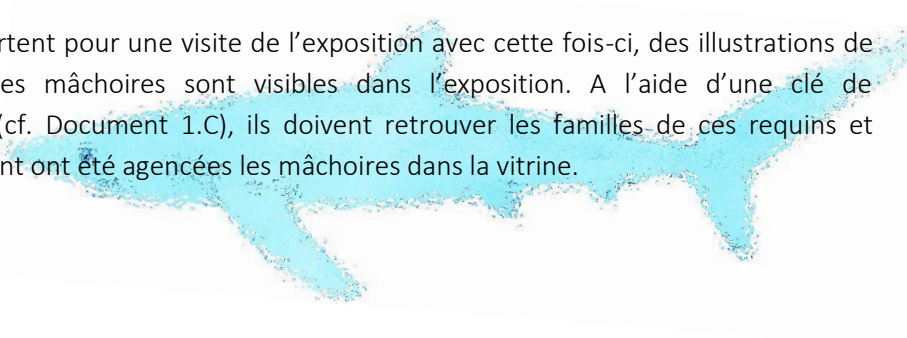 rtent pour une visite de l’exposition avec cette fois-ci, des illustrations de
es mâchoires sont visibles dans l’exposition. A l’aide d’une clé de
(cf. Document 1.C), ils doivent retrouver les familles de ces requins et
nt ont été agencées les mâchoires dans la vitrine.